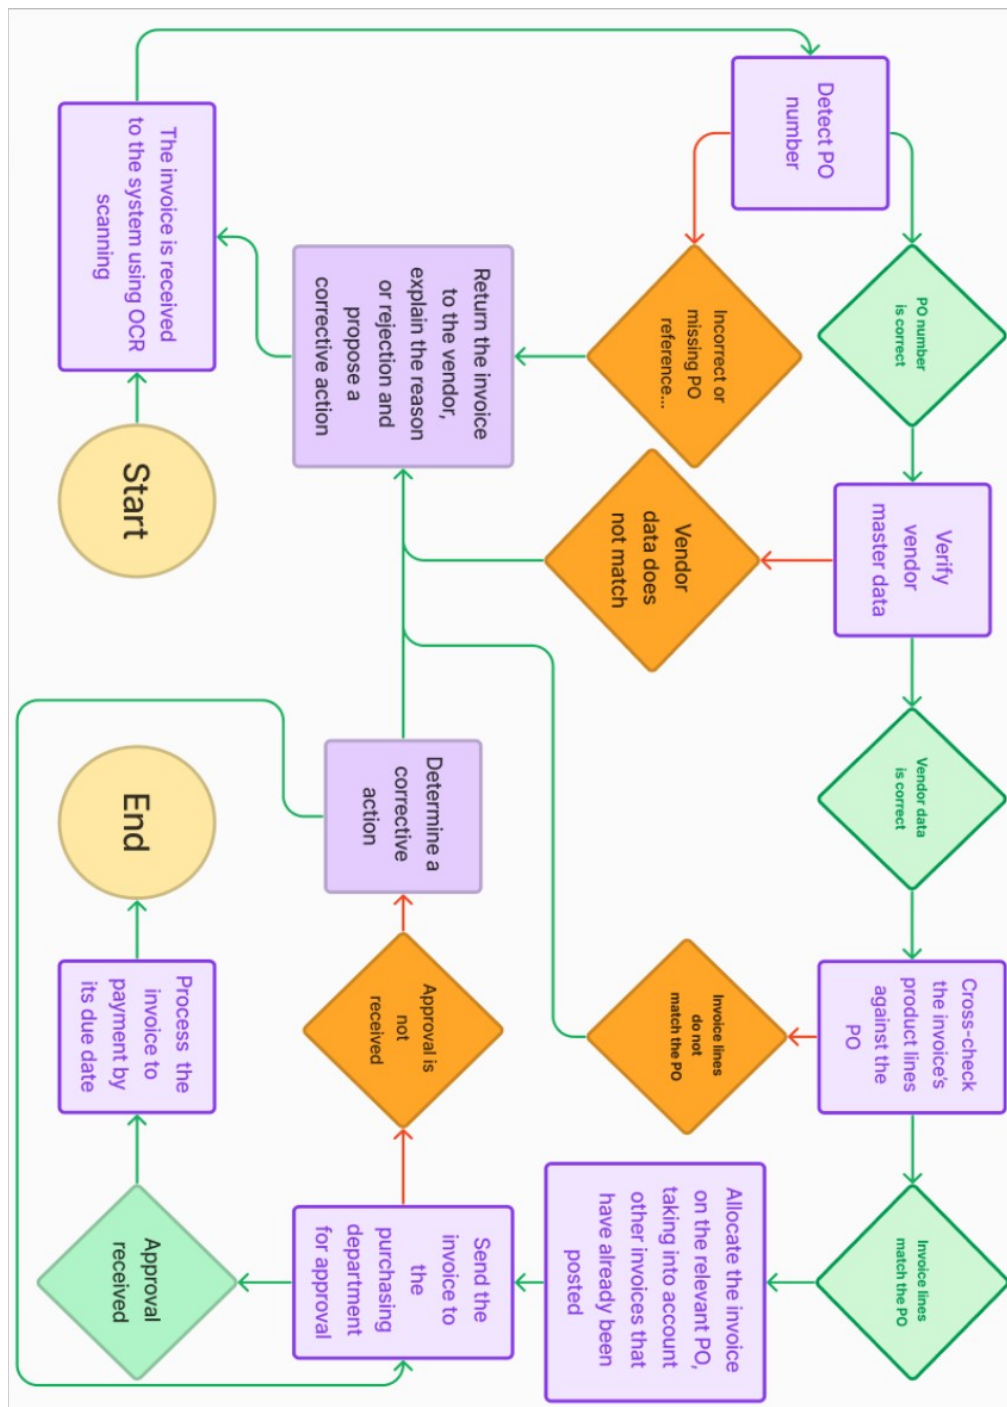 PO number
is correct
Verify
vendor
master data
Vendor data
is correct
Cross-check
the invoice's
product lines
against the
PO
Invoice lines
match the PO
Detect PO
number
Incorrect or
missing PO
reference...
Vendor
data does
not match
Invoice lines
do not
match the PO
Allocate the invoice
on the relevant PO,
taking into account
other invoices that
have already been
posted
Return the invoice
to the vendor,
explain the reason
or rejection and
propose a
corrective action
Determine a
corrective
action
Approval is
not
received
Send the
invoice to
the
purchasing
department
for approval
The invoice is received
to the system using OCR
scanning
Start
End
Process the
invoice to
payment by
its due date
Approval
received